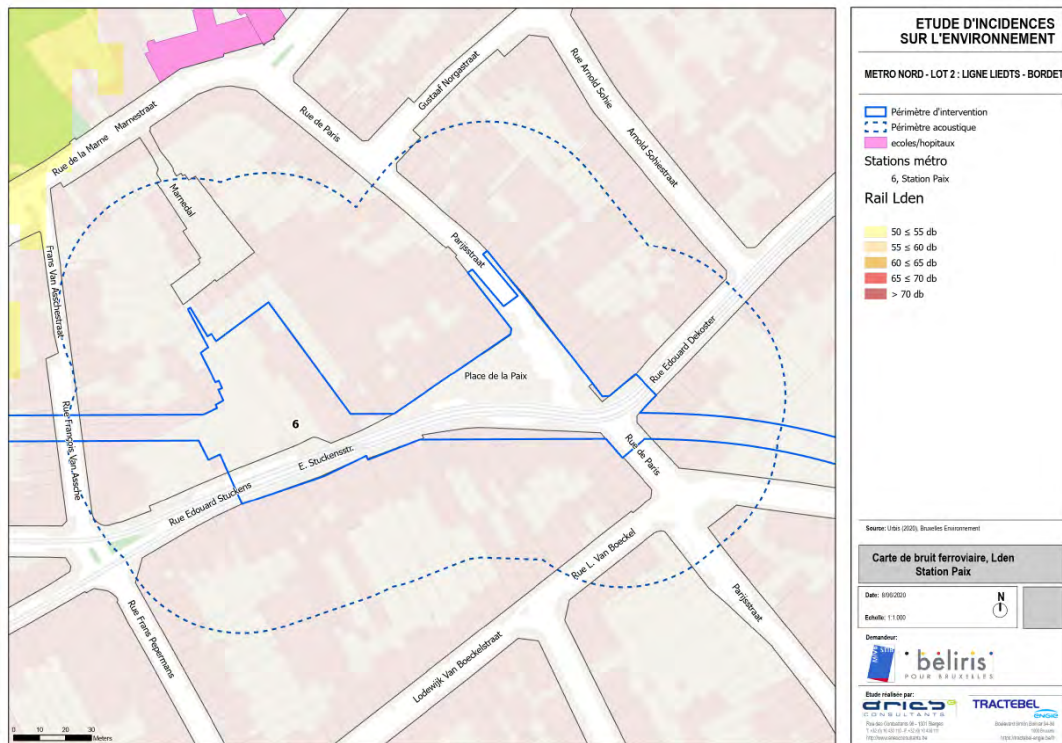 Rue de la Marne Marnestraat
Marnedal
Rue de Paris
Gustaaf Norgastraat
Rue Arnold Sohie
Arnold Sohiestraat
Parijsstraat
Frans Van Asschestraat
Rue François Van Assche
Rue Edouard Dekoster
Place de la Paix
6
E. Stuckensstr.
Rue Edouard Stuckens
Rue de Paris
Rue L. Van Boeckel
Parijsstraat
Rue Frans Pepermans
Lodewijk Van Boeckelstraat
0 10 20 30
Meters
ETUDE D'INCIDENCES
SUR L'ENVIRONNEMENT
METRO NORD - LOT 2 : LIGNE LIEDTS - BORDET
Périmètre d'intervention
Périmètre acoustique
ecoles/hopitaux
Stations métro
6, Station Paix
Rail Lden
50 ≤ 55 db
55 ≤ 60 db
60 ≤ 65 db
65 ≤ 70 db
> 70 db
Source: Urbis (2020), Bruxelles Environnement
Carte de bruit ferroviaire, Lden
Station Paix
Date:
N
Echelle: 1:1.000
Demandeur:
beliris
POUR BRUXELLES
Etude réalisée par:
aries
CONSULTANTS
TRACTEBEL
ENGIE